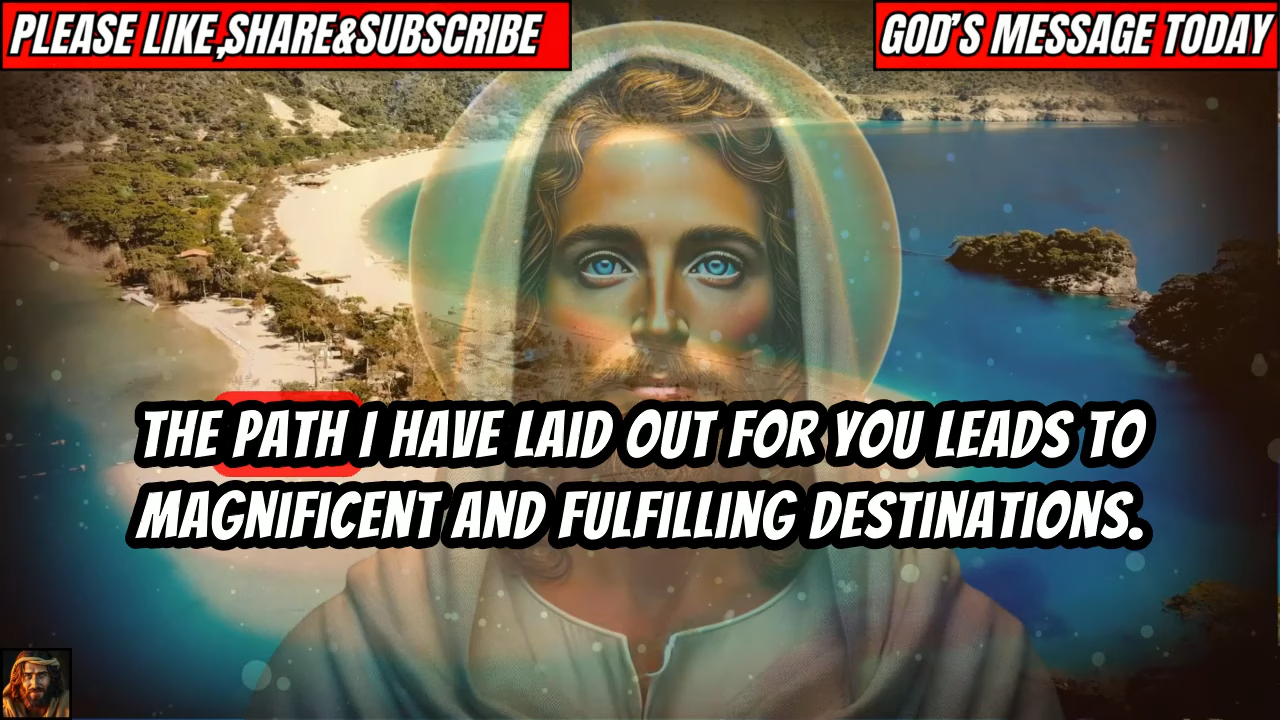 PLEASE LIKE,SHARE&SUBSCRIBE
GOD'S MESSAGE TODAY
THE PATH I HAVE LAID OUT FOR YOU LEADS TO
MAGNIFICENT AND FULFILLING DESTINATIONS.